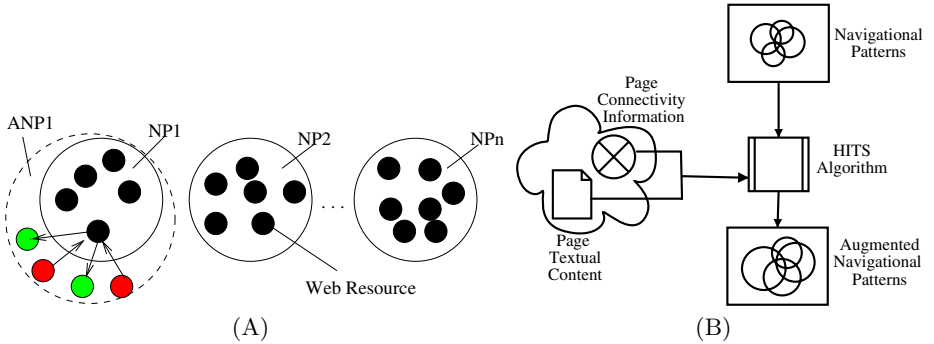 ANP1
NP1
NP2
NPn
. . .
Web Resource
(A)
Navigational
Patterns
Page
Connectivity
Information
HITS
Algorithm
Page
Textual
Content
Augmented
Navigational
Patterns
(B)